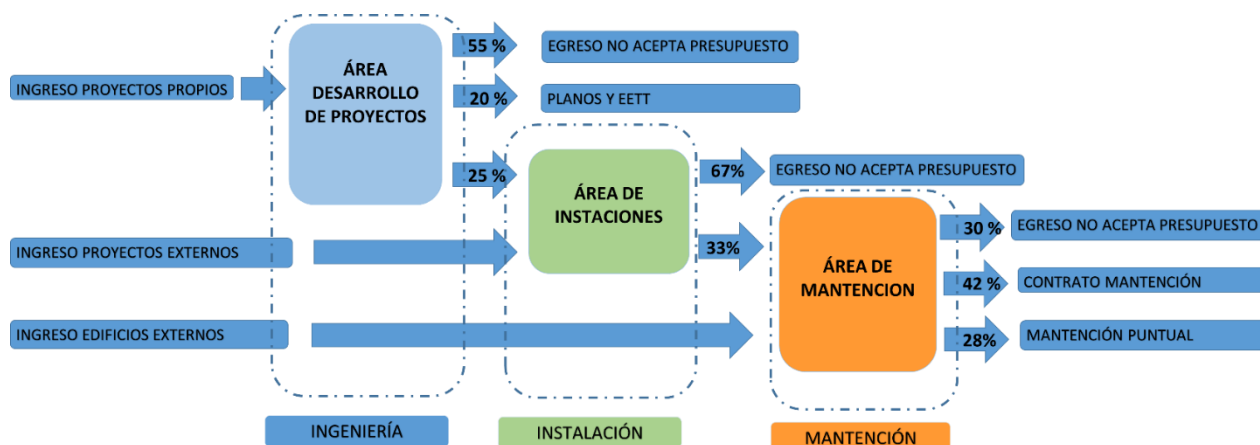 INGRESO PROYECTOS PROPIOS
ÁREA
DESARROLLO
DE PROYECTOS
55 %
EGRESO NO ACEPTA PRESUPUESTO
20 %
PLANOS Y EETT
25 %
ÁREA DE
INSTACIONES
67%
EGRESO NO ACEPTA PRESUPUESTO
INGRESO PROYECTOS EXTERNOS
33%
ÁREA DE
MANTENCION
30 %
EGRESO NO ACEPTA PRESUPUESTO
42 %
CONTRATO MANTENCIÓN
INGRESO EDIFICIOS EXTERNOS
28%
MANTENCIÓN PUNTUAL
INGENIERÍA
INSTALACIÓN
MANTENCIÓN